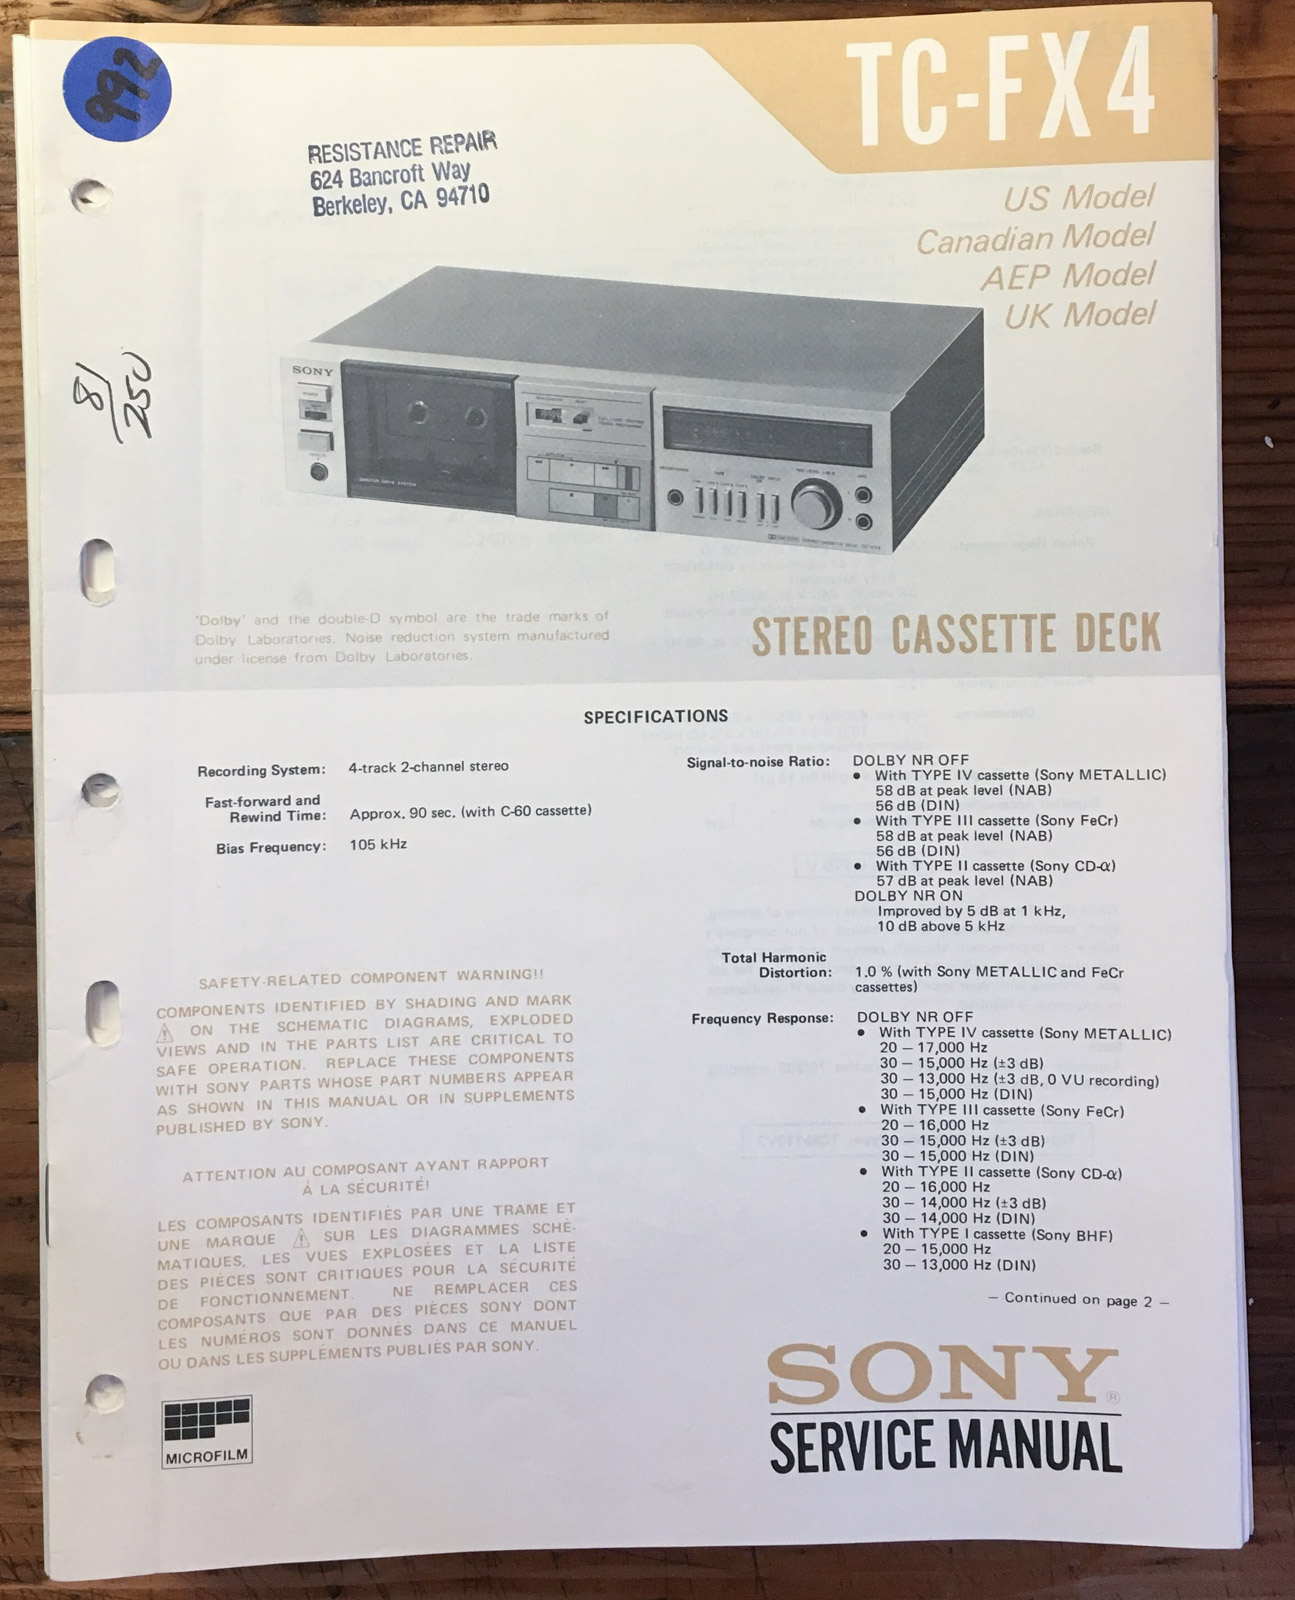 992
TC-FX4
RESISTANCE REPAIR
624 Bancroft Way
Berkeley, CA 94710
US Model
Canadian Model
AEP Model
UK Model
81/250
SONY
"Dolby" and the double-D symbol are the trade marks of
Dolby Laboratories. Noise reduction system manufactured
under license from Dolby Laboratories.
STEREO CASSETTE DECK
SPECIFICATIONS
Recording System: 4-track 2-channel stereo
Fast-forward and
Rewind Time: Approx. 90 sec. (with C-60 cassette)
Bias Frequency: 105 kHz
SAFETY-RELATED COMPONENT WARNING!!
COMPONENTS IDENTIFIED BY SHADING AND MARK
⚠ ON THE SCHEMATIC DIAGRAMS, EXPLODED
VIEWS AND IN THE PARTS LIST ARE CRITICAL TO
SAFE OPERATION. REPLACE THESE COMPONENTS
WITH SONY PARTS WHOSE PART NUMBERS APPEAR
AS SHOWN IN THIS MANUAL OR IN SUPPLEMENTS
PUBLISHED BY SONY.
ATTENTION AU COMPOSANT AYANT RAPPORT
À LA SÉCURITÉ!
LES COMPOSANTS IDENTIFIÉS PAR UNE TRAME ET
UNE MARQUE ⚠ SUR LES DIAGRAMMES SCHÉ-
MATIQUES, LES VUES EXPLOSÉES ET LA LISTE
DES PIÈCES SONT CRITIQUES POUR LA SÉCURITÉ
DE FONCTIONNEMENT. NE REMPLACER CES
COMPOSANTS QUE PAR DES PIÈCES SONY DONT
LES NUMÉROS SONT DONNÉS DANS CE MANUEL
OU DANS LES SUPPLÉMENTS PUBLIÉS PAR SONY.
MICROFILM
Signal-to-noise Ratio: DOLBY NR OFF
● With TYPE IV cassette (Sony METALLIC)
58 dB at peak level (NAB)
56 dB (DIN)
● With TYPE III cassette (Sony FeCr)
58 dB at peak level (NAB)
56 dB (DIN)
● With TYPE II cassette (Sony CD-α)
57 dB at peak level (NAB)
DOLBY NR ON
Improved by 5 dB at 1 kHz,
10 dB above 5 kHz
Total Harmonic
Distortion: 1.0 % (with Sony METALLIC and FeCr
cassettes)
Frequency Response: DOLBY NR OFF
● With TYPE IV cassette (Sony METALLIC)
20 – 17,000 Hz
30 – 15,000 Hz (±3 dB)
30 – 13,000 Hz (±3 dB, 0 VU recording)
30 – 15,000 Hz (DIN)
● With TYPE III cassette (Sony FeCr)
20 – 16,000 Hz
30 – 15,000 Hz (±3 dB)
30 – 15,000 Hz (DIN)
● With TYPE II cassette (Sony CD-α)
20 – 16,000 Hz
30 – 14,000 Hz (±3 dB)
30 – 14,000 Hz (DIN)
● With TYPE I cassette (Sony BHF)
20 – 15,000 Hz
30 – 13,000 Hz (DIN)
– Continued on page 2 –
SONY®
SERVICE MANUAL